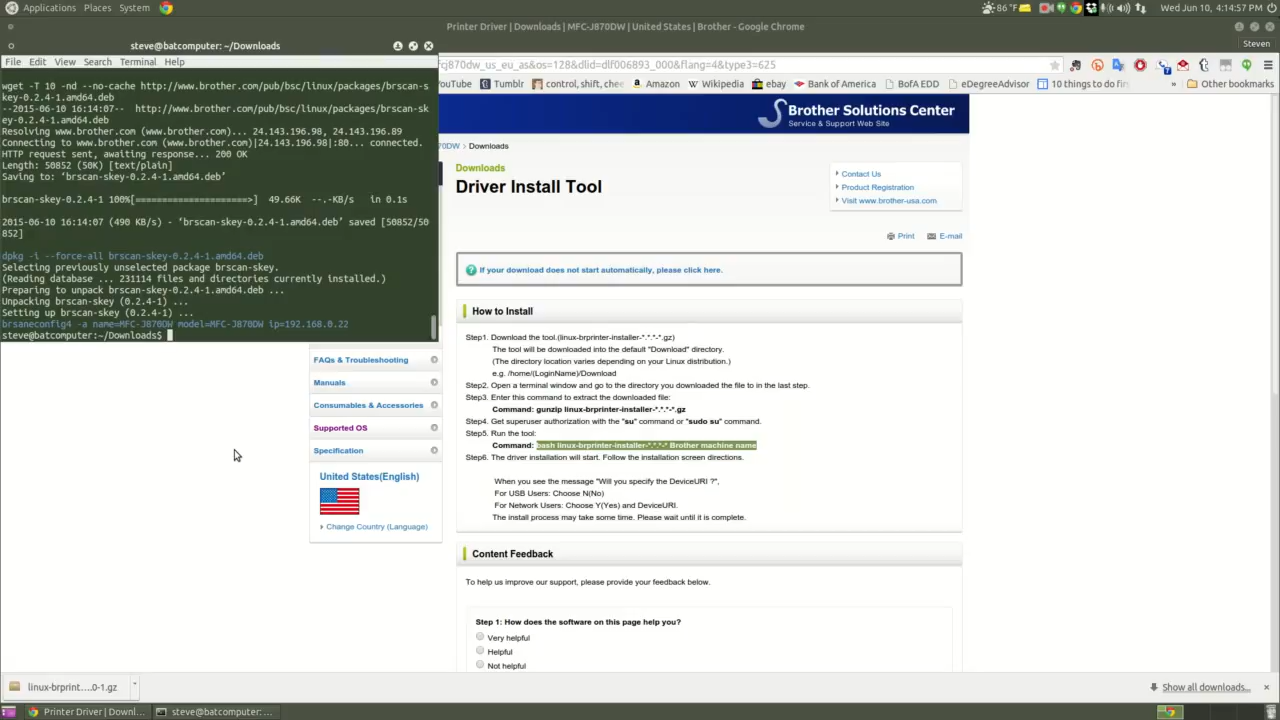 Applications Places System
86 °F
Wed Jun 10, 4:14:57 PM
Printer Driver | Downloads | MFC-J870DW | United States | Brother - Google Chrome
Steven
steve@batcomputer: ~/Downloads
File Edit View Search Terminal Help
fcj870dw_us_eu_as&os=128&dlid=dlf006893_000&flang=4&type3=625
YouTube Tumblr Amazon Wikipedia ebay Bank of America BofA EDD eDegreeAdvisor 10 things to do firs » Other bookmarks
wget -T 10 -nd --no-cache http://www.brother.com/pub/bsc/linux/packages/brscan-s
key-0.2.4-1.amd64.deb
--2015-06-10 16:14:07-- http://www.brother.com/pub/bsc/linux/packages/brscan-sk
ey-0.2.4-1.amd64.deb
Resolving www.brother.com (www.brother.com)... 24.143.196.98, 24.143.196.89
Connecting to www.brother.com (www.brother.com)|24.143.196.98|:80... connected.
HTTP request sent, awaiting response... 200 OK
Length: 50852 (50K) [text/plain]
Saving to: ‘brscan-skey-0.2.4-1.amd64.deb’
brscan-skey-0.2.4-1 100%[=====================>] 49.66K --.-KB/s in 0.1s
2015-06-10 16:14:07 (498 KB/s) - ‘brscan-skey-0.2.4-1.amd64.deb’ saved [50852/50
852]
dpkg -i --force-all brscan-skey-0.2.4-1.amd64.deb
Selecting previously unselected package brscan-skey.
(Reading database ... 231114 files and directories currently installed.)
Preparing to unpack brscan-skey-0.2.4-1.amd64.deb ...
Unpacking brscan-skey (0.2.4-1) ...
Setting up brscan-skey (0.2.4-1) ...
brsaneconfig4 -a name=MFC-J870DW model=MFC-J870DW ip=192.168.0.22
steve@batcomputer:~/Downloads$
Brother Solutions Center
Service & Support Web Site
70DW > Downloads
Downloads
Driver Install Tool
Contact Us
Product Registration
Visit www.brother-usa.com
Print E-mail
If your download does not start automatically, please click here.
How to Install
Step1. Download the tool.(linux-brprinter-installer-*.*.*-*.gz)
The tool will be downloaded into the default "Download" directory.
(The directory location varies depending on your Linux distribution.)
e.g. /home/(LoginName)/Download
Step2. Open a terminal window and go to the directory you downloaded the file to in the last step.
Step3. Enter this command to extract the downloaded file:
Command: gunzip linux-brprinter-installer-*.*.*-*.gz
Step4. Get superuser authorization with the "su" command or "sudo su" command.
Step5. Run the tool:
Command: bash linux-brprinter-installer-*.*.*-* Brother machine name
Step6. The driver installation will start. Follow the installation screen directions.
When you see the message "Will you specify the DeviceURI ?",
For USB Users: Choose N(No)
For Network Users: Choose Y(Yes) and DeviceURI.
The install process may take some time. Please wait until it is complete.
FAQs & Troubleshooting
Manuals
Consumables & Accessories
Supported OS
Specification
United States(English)
Change Country (Language)
Content Feedback
To help us improve our support, please provide your feedback below.
Step 1: How does the software on this page help you?
Very helpful
Helpful
Not helpful
linux-brprint....0-1.gz
Show all downloads...
Printer Driver | Downl... steve@batcomputer: ...